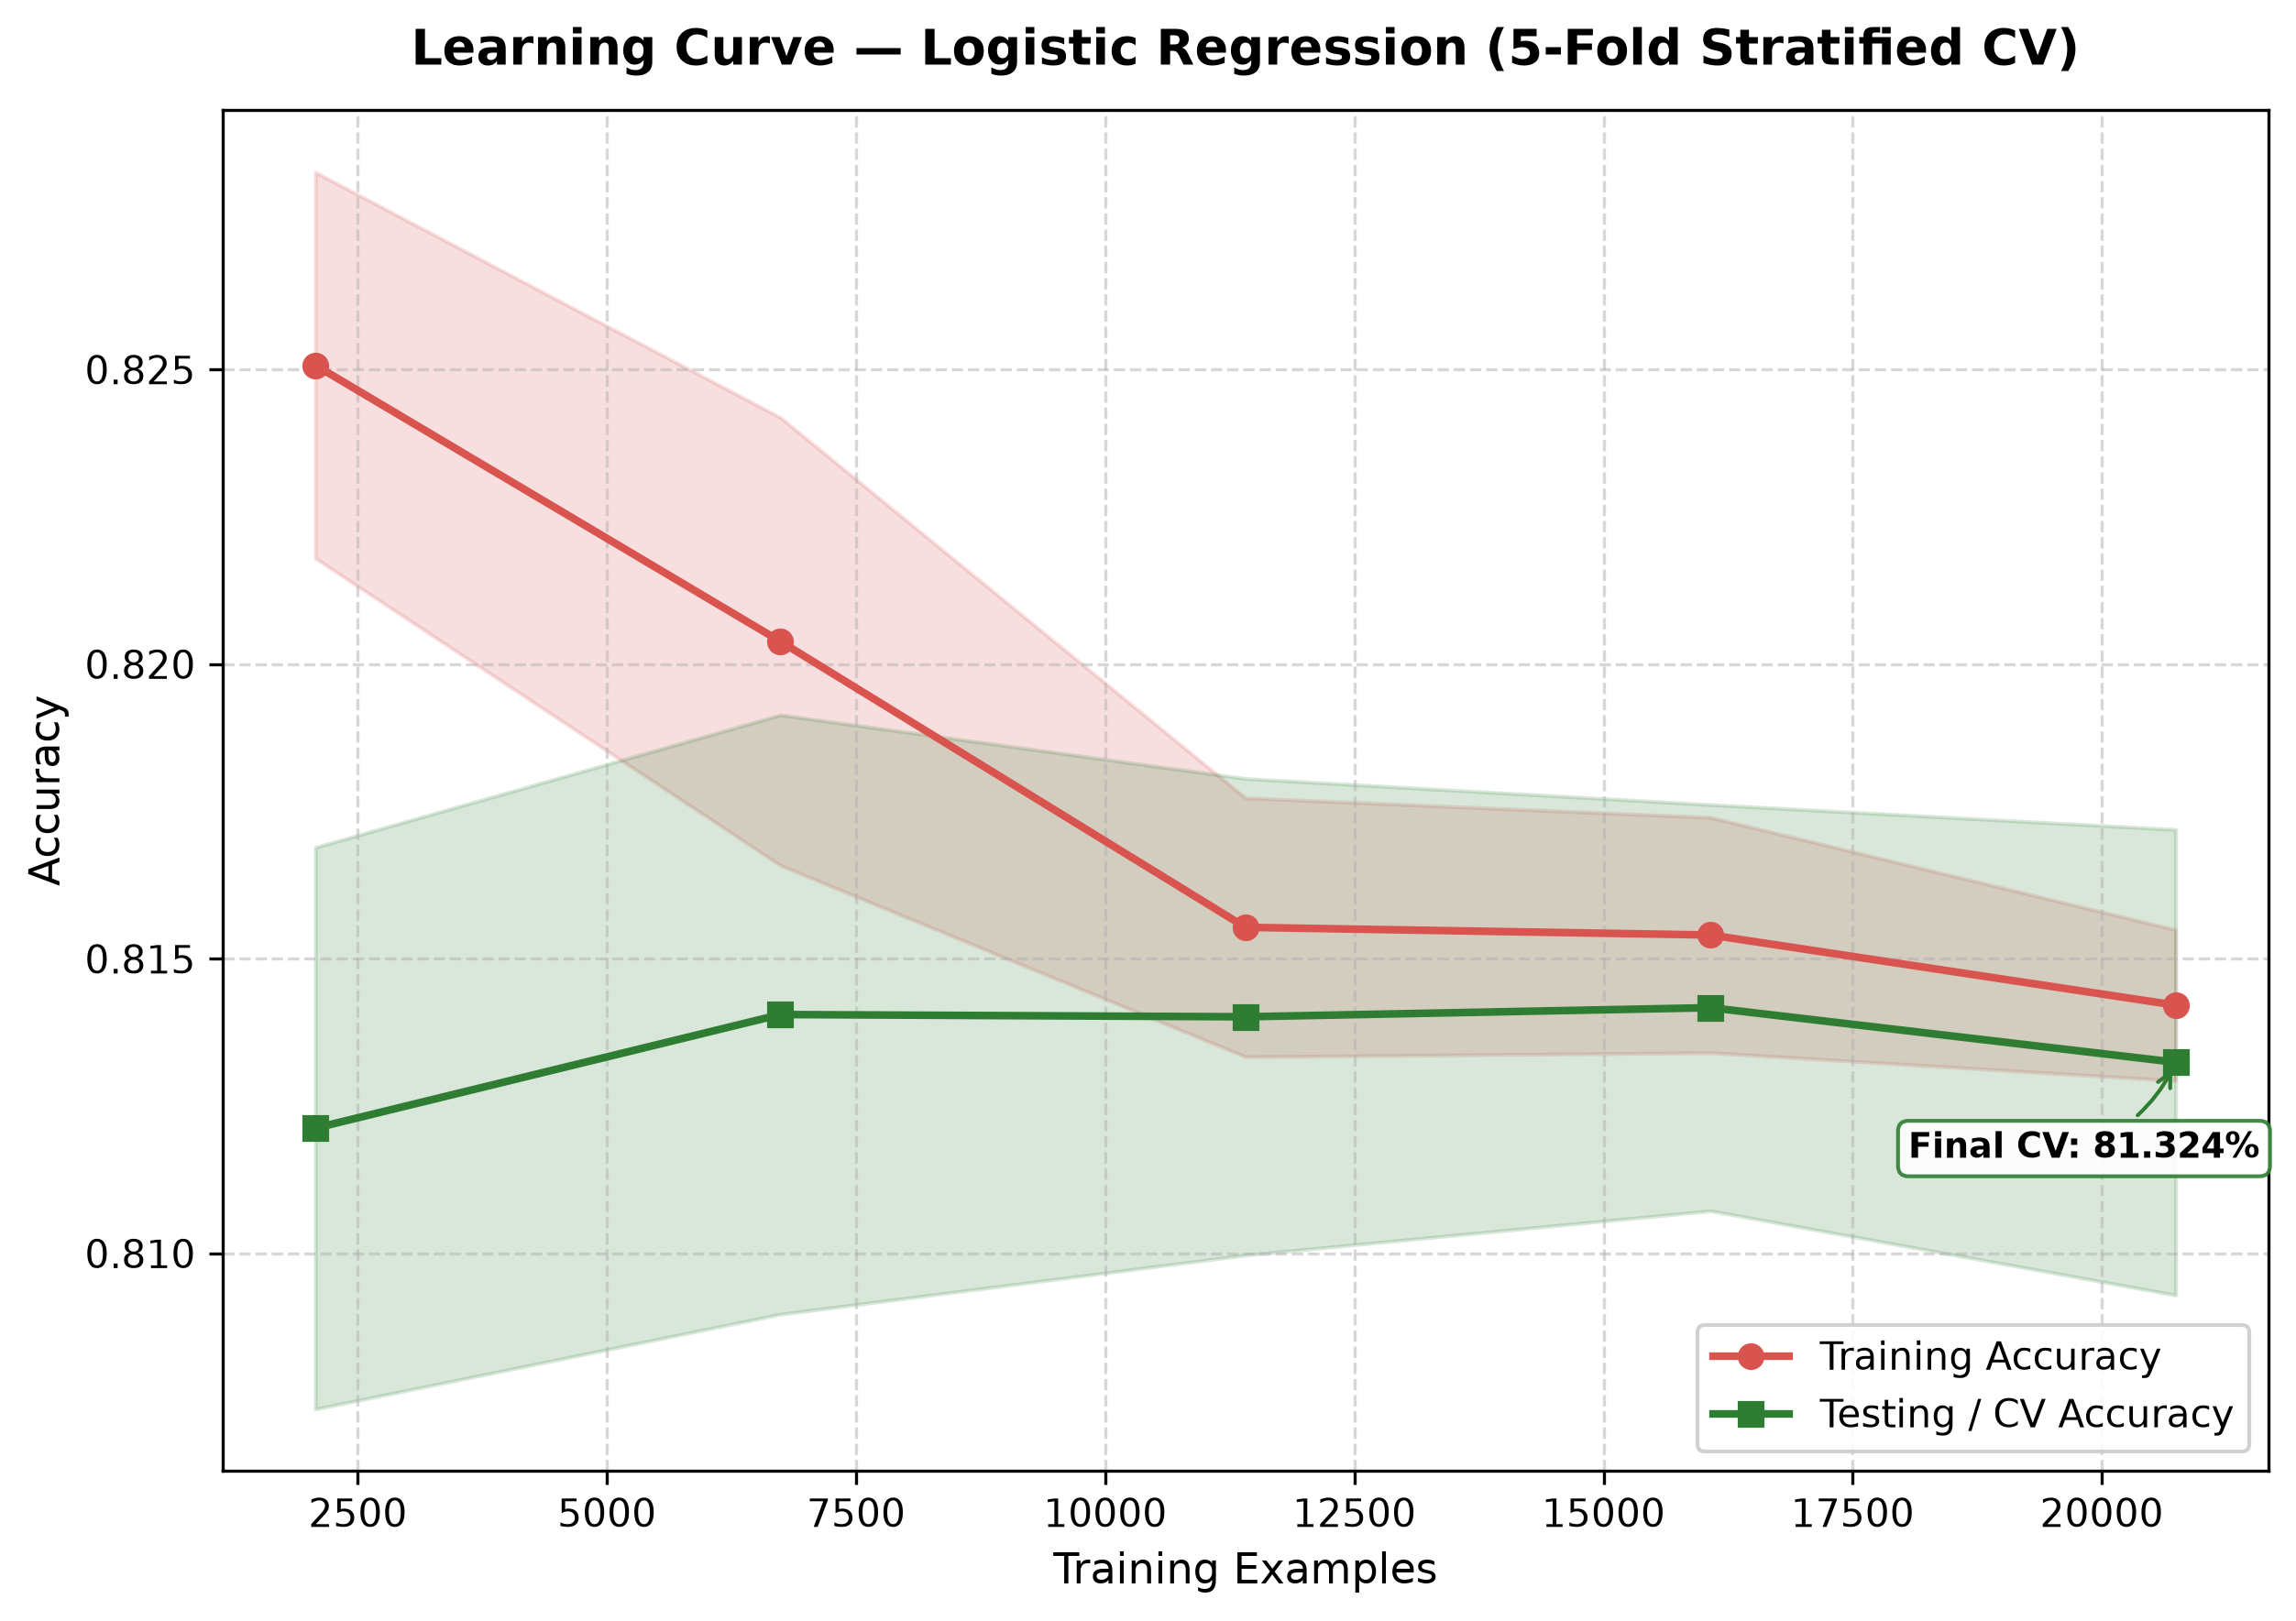 Learning Curve — Logistic Regression (5-Fold Stratified CV)
Accuracy
0.825
0.820
0.815
0.810
Final CV: 81.324%
Training Accuracy
Testing / CV Accuracy
2500 5000 7500 10000 12500 15000 17500 20000
Training Examples